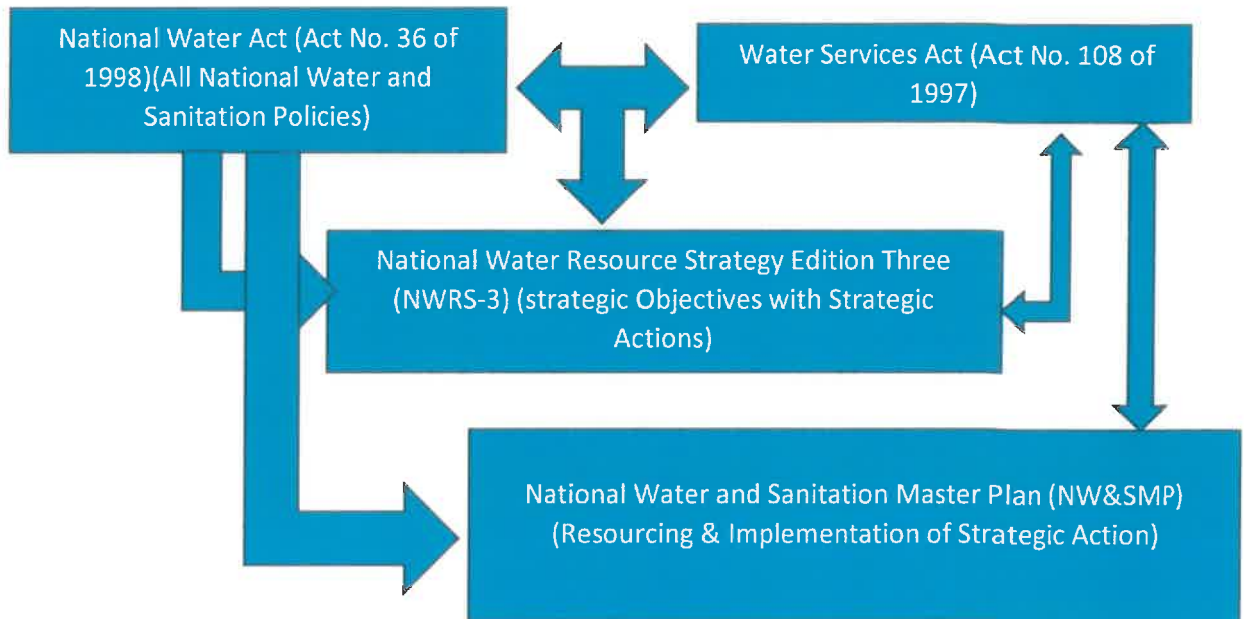 National Water Act (Act No. 36 of
1998)(All National Water and
Sanitation Policies)
Water Services Act (Act No. 108 of
1997)
National Water Resource Strategy Edition Three
(NWRS-3) (strategic Objectives with Strategic
Actions)
National Water and Sanitation Master Plan (NW&SMP)
(Resourcing & Implementation of Strategic Action)